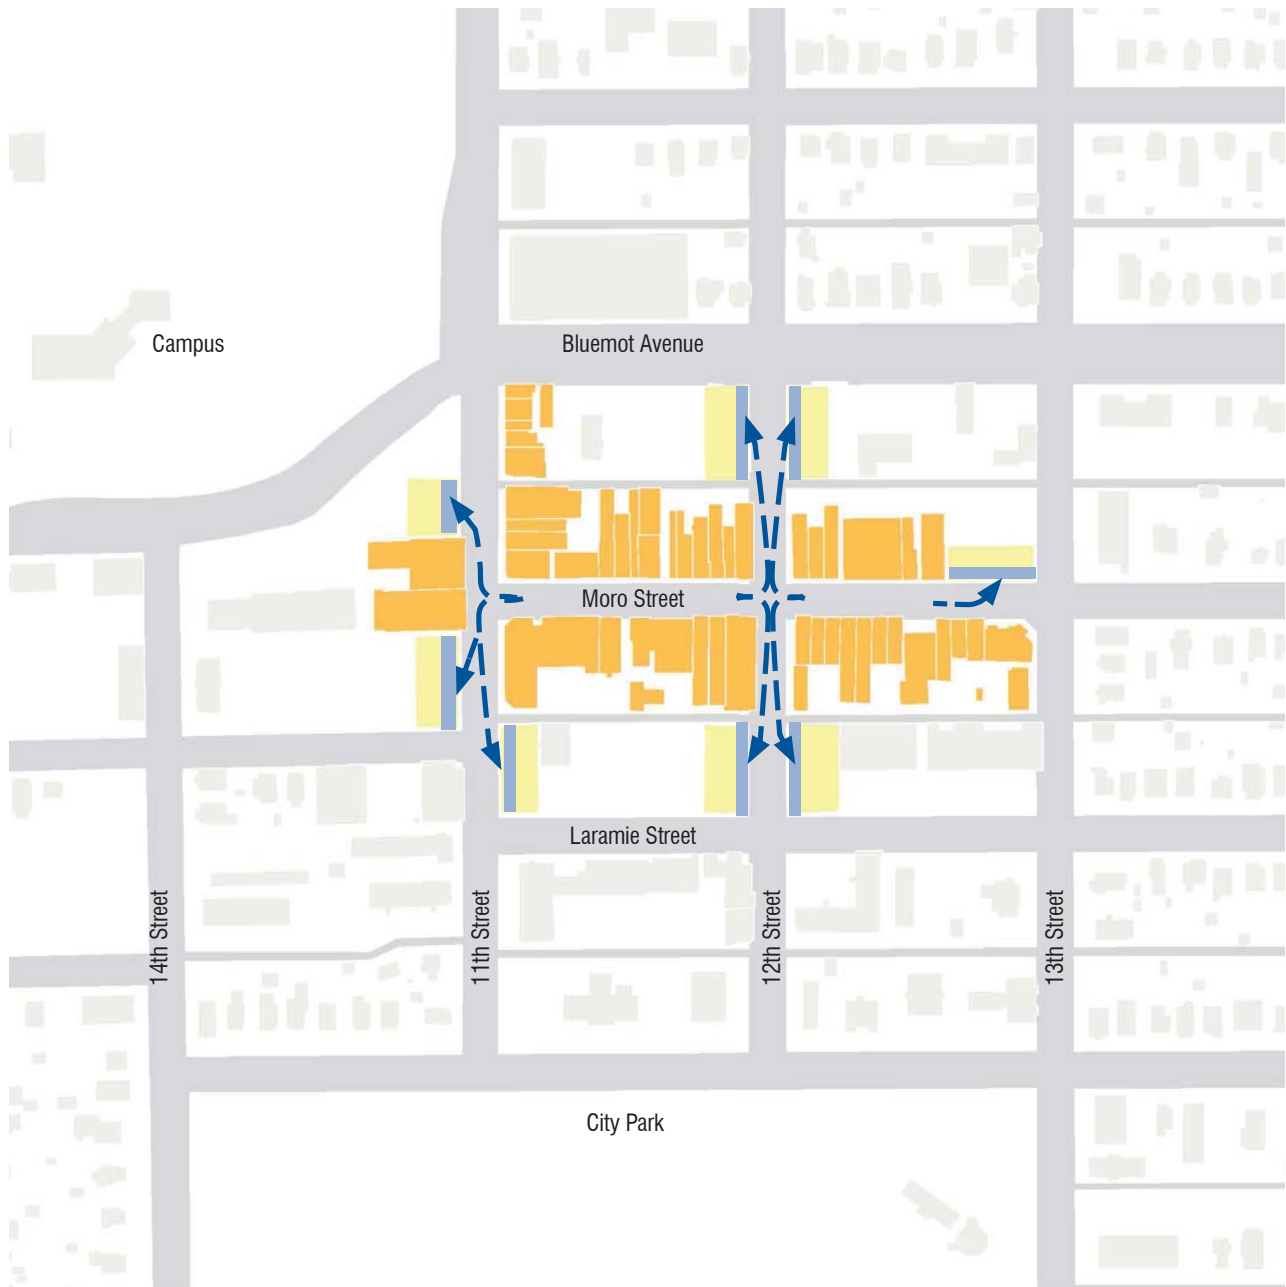 Campus
Bluemot Avenue
Moro Street
Laramie Street
14th Street
11th Street
12th Street
13th Street
City Park